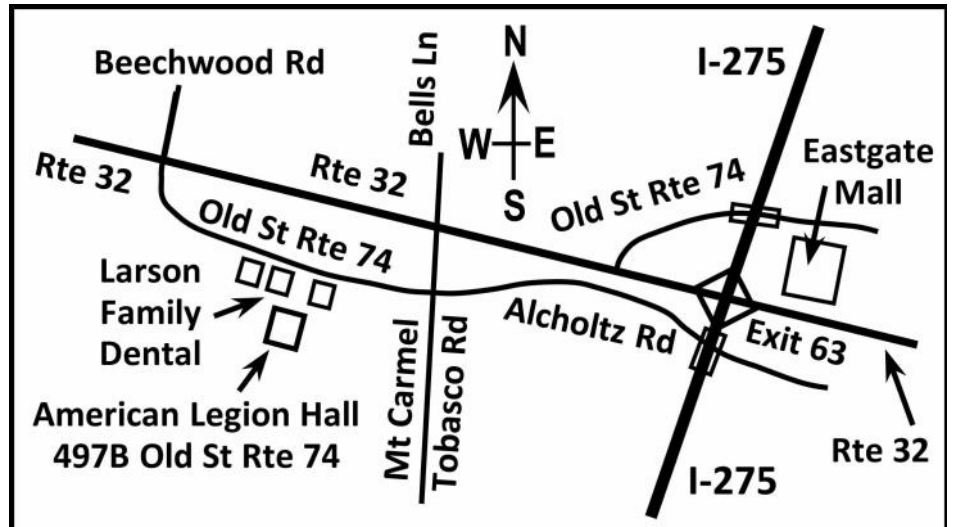 Beechwood Rd
Bells Ln
N
W E
S
I-275
Eastgate
Mall
Rte 32
Rte 32
Old St Rte 74
Old St Rte 74
Larson
Family
Dental
Alcholtz Rd
Exit 63
American Legion Hall
497B Old St Rte 74
Mt Carmel
Tobasco Rd
Rte 32
I-275